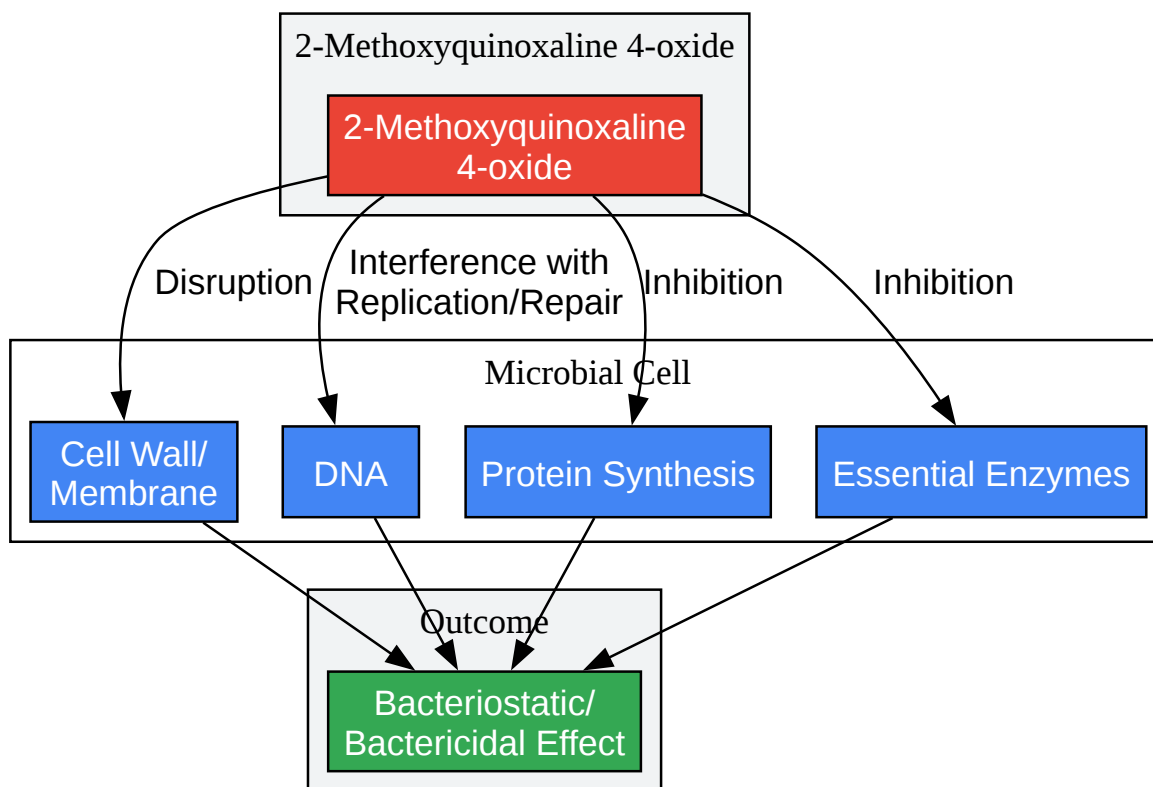 2-Methoxyquinoxaline 4-oxide
2-Methoxyquinoxaline
4-oxide
Disruption
Interference with
Replication/Repair
Inhibition
Inhibition
Microbial Cell
Cell Wall/
Membrane
DNA
Protein Synthesis
Essential Enzymes
Outcome
Bacteriostatic/
Bactericidal Effect